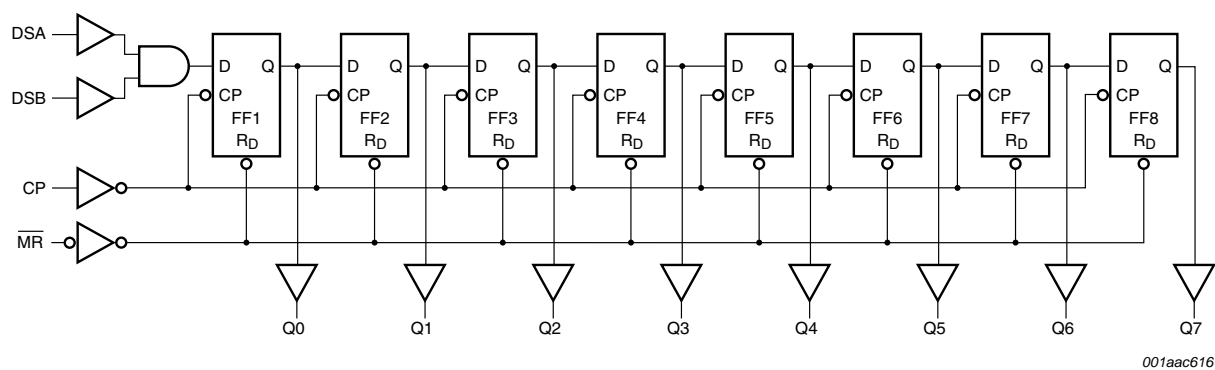 DSA
DSB
CP
M̅R̅
D Q CP FF1 RD
D Q CP FF2 RD
D Q CP FF3 RD
D Q CP FF4 RD
D Q CP FF5 RD
D Q CP FF6 RD
D Q CP FF7 RD
D Q CP FF8 RD
Q0 Q1 Q2 Q3 Q4 Q5 Q6 Q7
001aac616